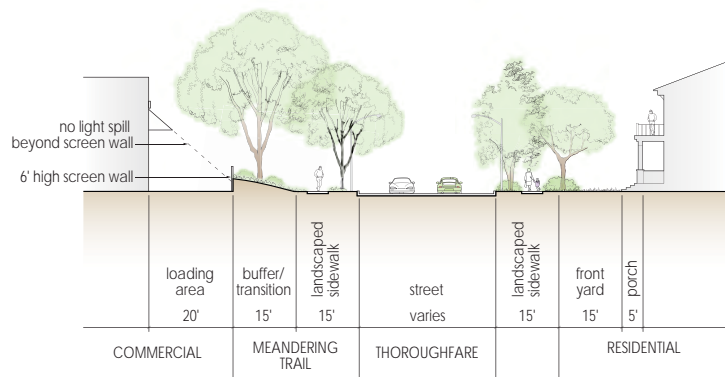 no light spill
beyond screen wall
6' high screen wall
loading
area
20'
buffer/
transition
15'
landscaped
sidewalk
15'
street
varies
landscaped
sidewalk
15'
front
yard
15'
porch
5'
COMMERCIAL
MEANDERING
TRAIL
THOROUGHFARE
RESIDENTIAL